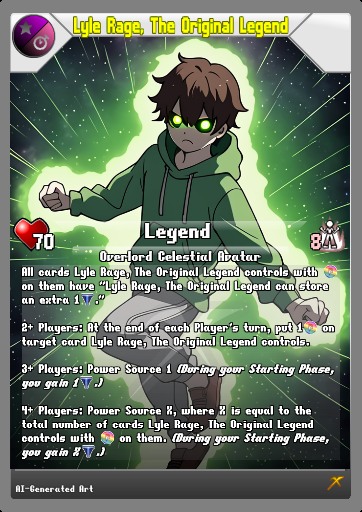 Lyle Rage, The Original Legend
70
Legend
8
Overlord Celestial Avatar
All cards Lyle Rage, The Original Legend controls with
on them have "Lyle Rage, The Original Legend can store
an extra 1 ."
2+ Players: At the end of each Player's turn, put 1 on
target card Lyle Rage, The Original Legend controls.
3+ Players: Power Source 1 (During your Starting Phase,
you gain 1 .)
4+ Players: Power Source X, where X is equal to the
total number of cards Lyle Rage, The Original Legend
controls with on them. (During your Starting Phase,
you gain X .)
AI-Generated Art